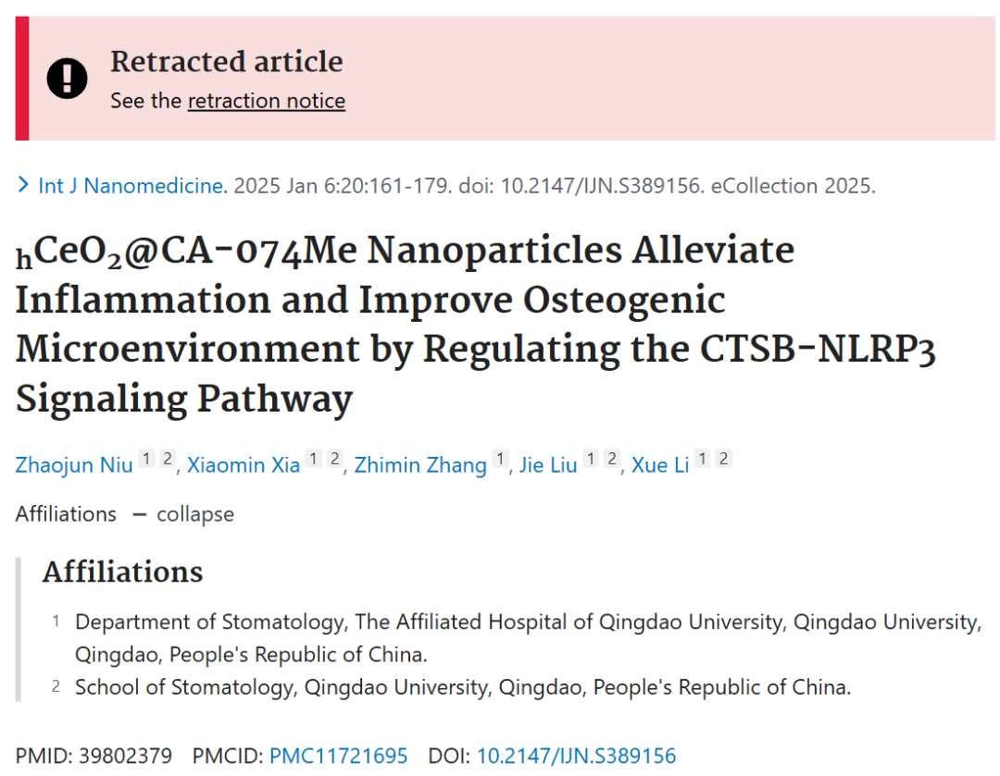 Retracted article
See the retraction notice
Int J Nanomedicine. 2025 Jan 6:20:161-179. doi: 10.2147/IJN.S389156. eCollection 2025.
hCeO₂@CA-074Me Nanoparticles Alleviate
Inflammation and Improve Osteogenic
Microenvironment by Regulating the CTSB-NLRP3
Signaling Pathway
Zhaojun Niu 1 2, Xiaomin Xia 1 2, Zhimin Zhang 1, Jie Liu 1 2, Xue Li 1 2
Affiliations — collapse
Affiliations
1 Department of Stomatology, The Affiliated Hospital of Qingdao University, Qingdao University,
Qingdao, People's Republic of China.
2 School of Stomatology, Qingdao University, Qingdao, People's Republic of China.
PMID: 39802379 PMCID: PMC11721695 DOI: 10.2147/IJN.S389156